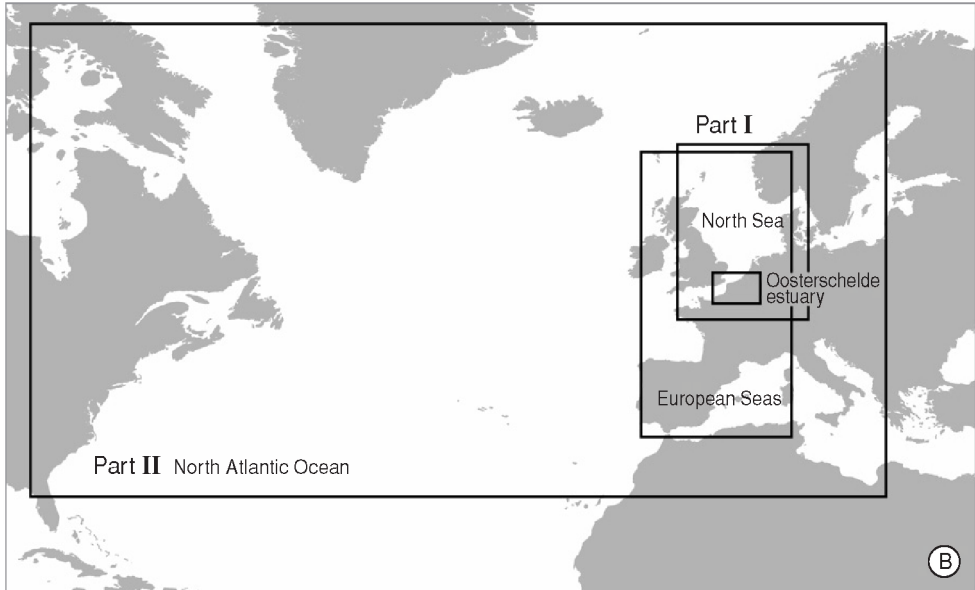 Part I
North Sea
Oosterschelde
estuary
European Seas
Part II North Atlantic Ocean
B